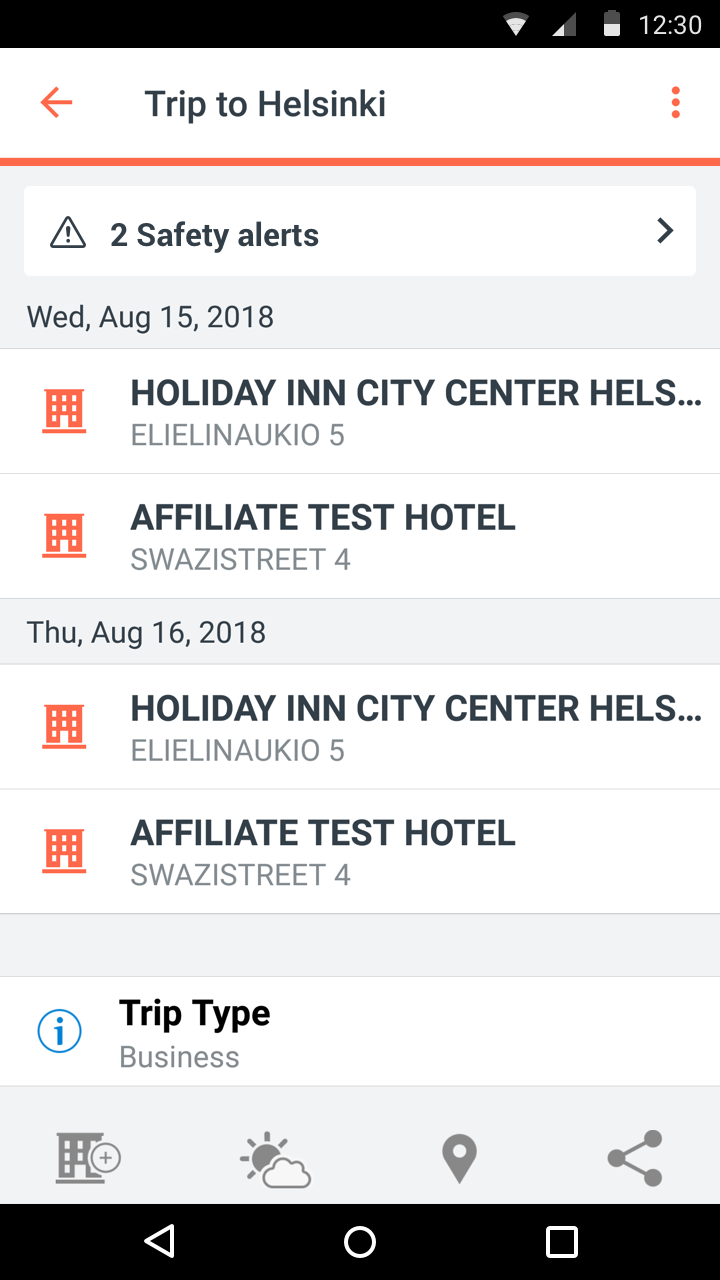 12:30
Trip to Helsinki
2 Safety alerts
Wed, Aug 15, 2018
HOLIDAY INN CITY CENTER HELS...
ELIELINAUKIO 5
AFFILIATE TEST HOTEL
SWAZISTREET 4
Thu, Aug 16, 2018
HOLIDAY INN CITY CENTER HELS...
ELIELINAUKIO 5
AFFILIATE TEST HOTEL
SWAZISTREET 4
Trip Type
Business